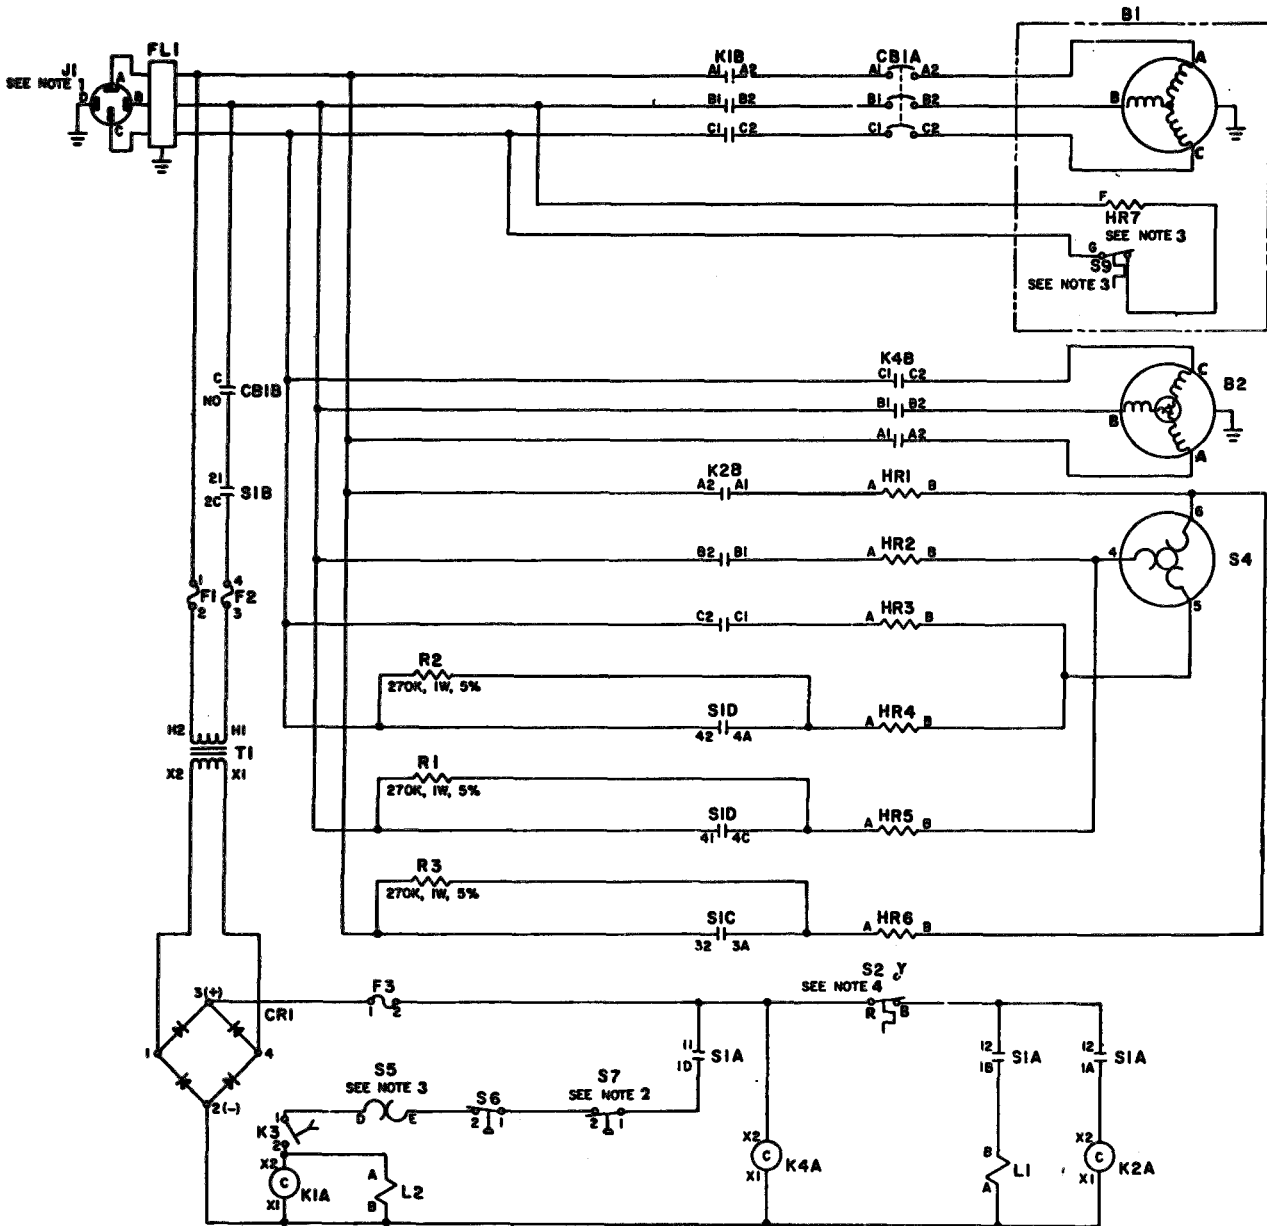 B1
FL1
J1
SEE NOTE 1
A
D
B
C
K1B
A1 A2
B1 B2
C1 C2
CB1A
A1 A2
B1 B2
C1 C2
A
B
C
F
HR7
SEE NOTE 3
G
S9
SEE NOTE 3
K4B
C1 C2
B1 B2
A1 A2
C
B
A
B2
C
NO
CB1B
21
2C
S1B
K2B
A2 A1
A HR1 B
6
B2 B1
A HR2 B
4
S4
5
1
F1
2
4
F2
3
C2 C1
A HR3 B
R2
270K, 1W, 5%
S1D
42 4A
A HR4 B
H2 H1
T1
X2 X1
R1
270K, 1W, 5%
S1D
41 4C
A HR5 B
R3
270K, 1W, 5%
S1C
32 3A
A HR6 B
3(+)
CR1
1
4
2(-)
F3
1 2
S2 Y
SEE NOTE 4
R B
11
1D
S1A
12
1B
S1A
12
1A
S1A
S5
SEE NOTE 3
D E
S6
2 1
S7
SEE NOTE 2
2 1
1
K3
2
X2
C
X1
K1A
A
B
L2
X2
C
X1
K4A
B
A
L1
X2
C
X1
K2A